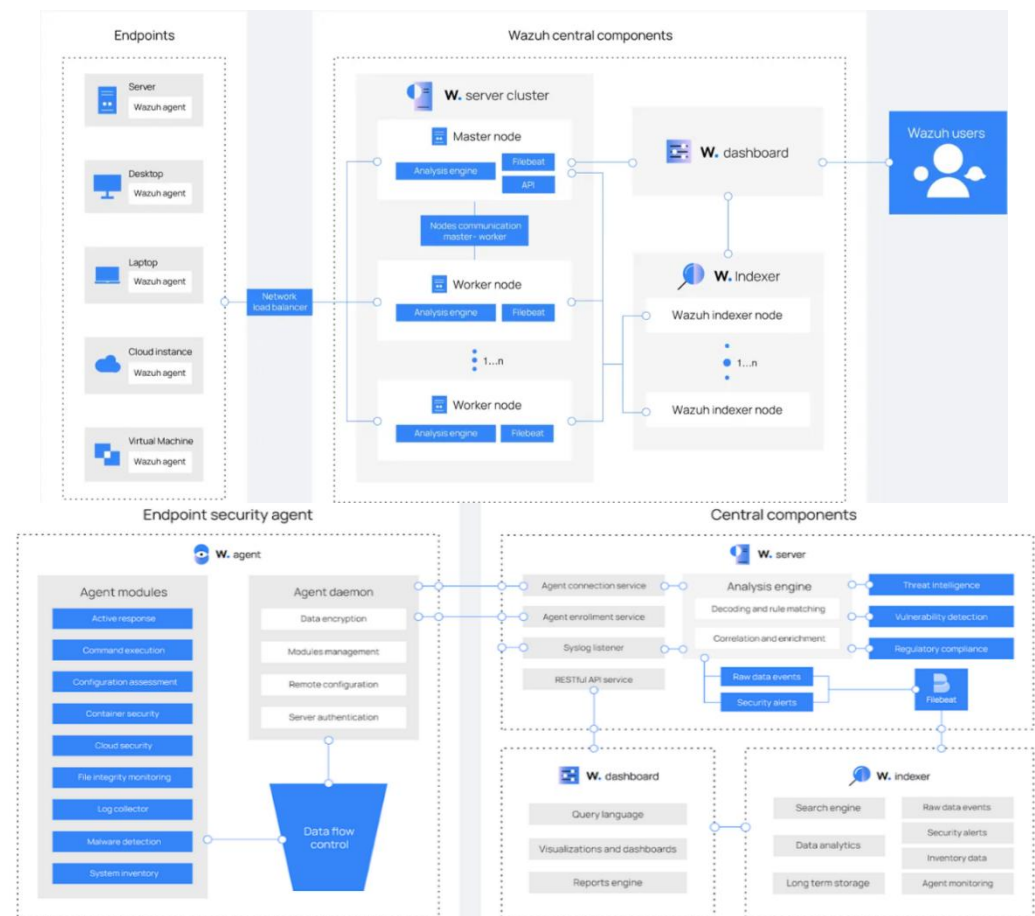 Endpoints
Wazuh central components
Server
Wazuh agent
Desktop
Wazuh agent
Laptop
Wazuh agent
Cloud instance
Wazuh agent
Virtual Machine
Wazuh agent
Network
load balancer
W. server cluster
Master node
Analysis engine
Filebeat
API
Nodes communication
master- worker
Worker node
Analysis engine
Filebeat
1...n
Worker node
Analysis engine
Filebeat
W. dashboard
W. Indexer
Wazuh indexer node
1...n
Wazuh indexer node
Wazuh users
Endpoint security agent
W. agent
Agent modules
Active response
Command execution
Configuration assessment
Container security
Cloud security
File integrity monitoring
Log collector
Malware detection
System inventory
Agent daemon
Data encryption
Modules management
Remote configuration
Server authentication
Data flow
control
Central components
W. server
Agent connection service
Agent enrolment service
Syslog listener
RESTful API service
Analysis engine
Decoding and rule matching
Correlation and enrichment
Threat intelligence
Vulnerability detection
Regulatory compliance
Raw data events
Security alerts
Filebeat
W. dashboard
Query language
Visualizations and dashboards
Reports engine
W. indexer
Search engine
Data analytics
Long term storage
Raw data events
Security alerts
Inventory data
Agent monitoring